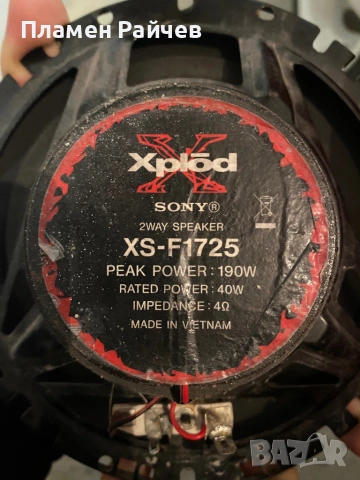 Пламен Райчев
Xplōd
SONY®
2WAY SPEAKER
XS-F1725
PEAK POWER : 190W
RATED POWER : 40W
IMPEDANCE : 4Ω
MADE IN VIETNAM
BAZAR